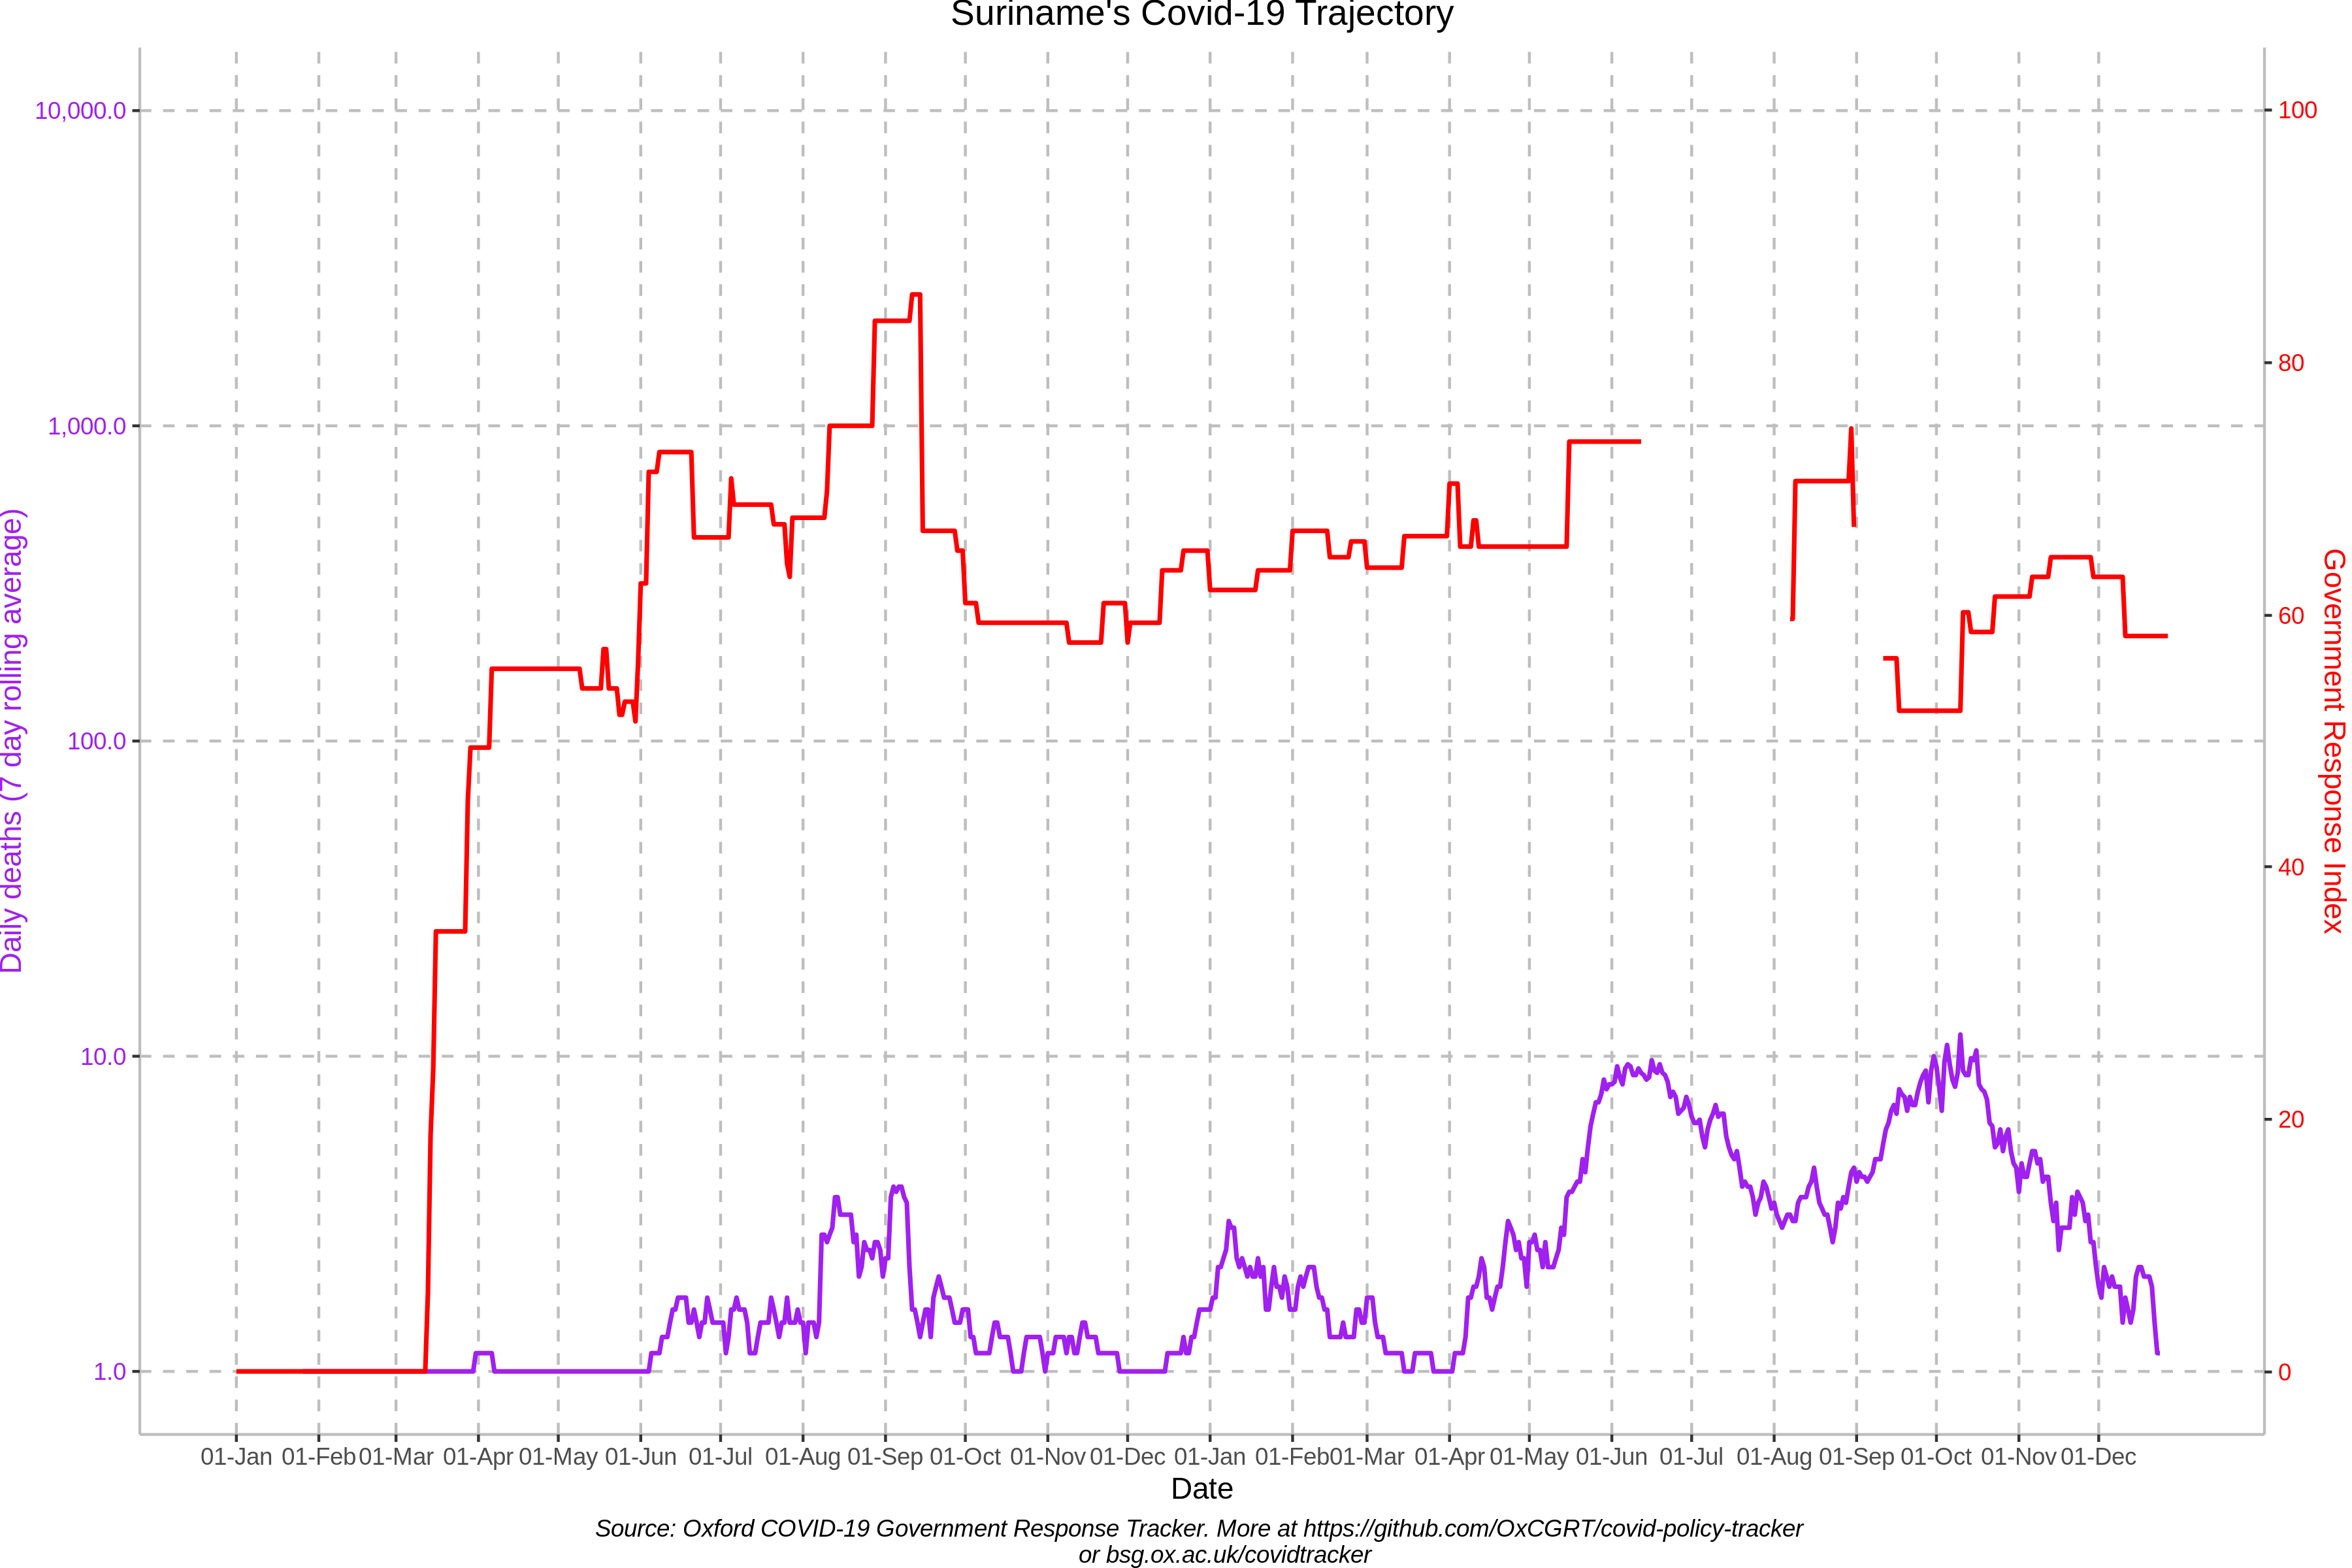 Suriname's Covid-19 Trajectory
10,000.0
1,000.0
100.0
10.0
1.0
Daily deaths (7 day rolling average)
100
80
60
40
20
0
Government Response Index
01-Jan 01-Feb 01-Mar 01-Apr 01-May 01-Jun 01-Jul 01-Aug 01-Sep 01-Oct 01-Nov 01-Dec 01-Jan 01-Feb 01-Mar 01-Apr 01-May 01-Jun 01-Jul 01-Aug 01-Sep 01-Oct 01-Nov 01-Dec
Date
Source: Oxford COVID-19 Government Response Tracker. More at https://github.com/OxCGRT/covid-policy-tracker
or bsg.ox.ac.uk/covidtracker